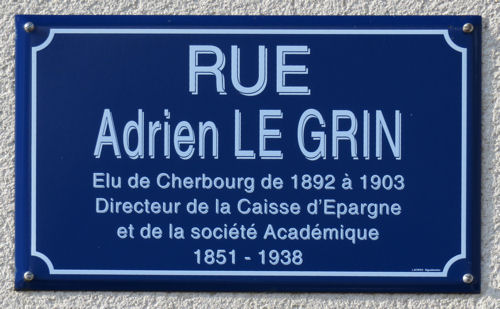 RUE
Adrien LE GRIN
Elu de Cherbourg de 1892 à 1903
Directeur de la Caisse d'Epargne
et de la société Académique
1851 - 1938